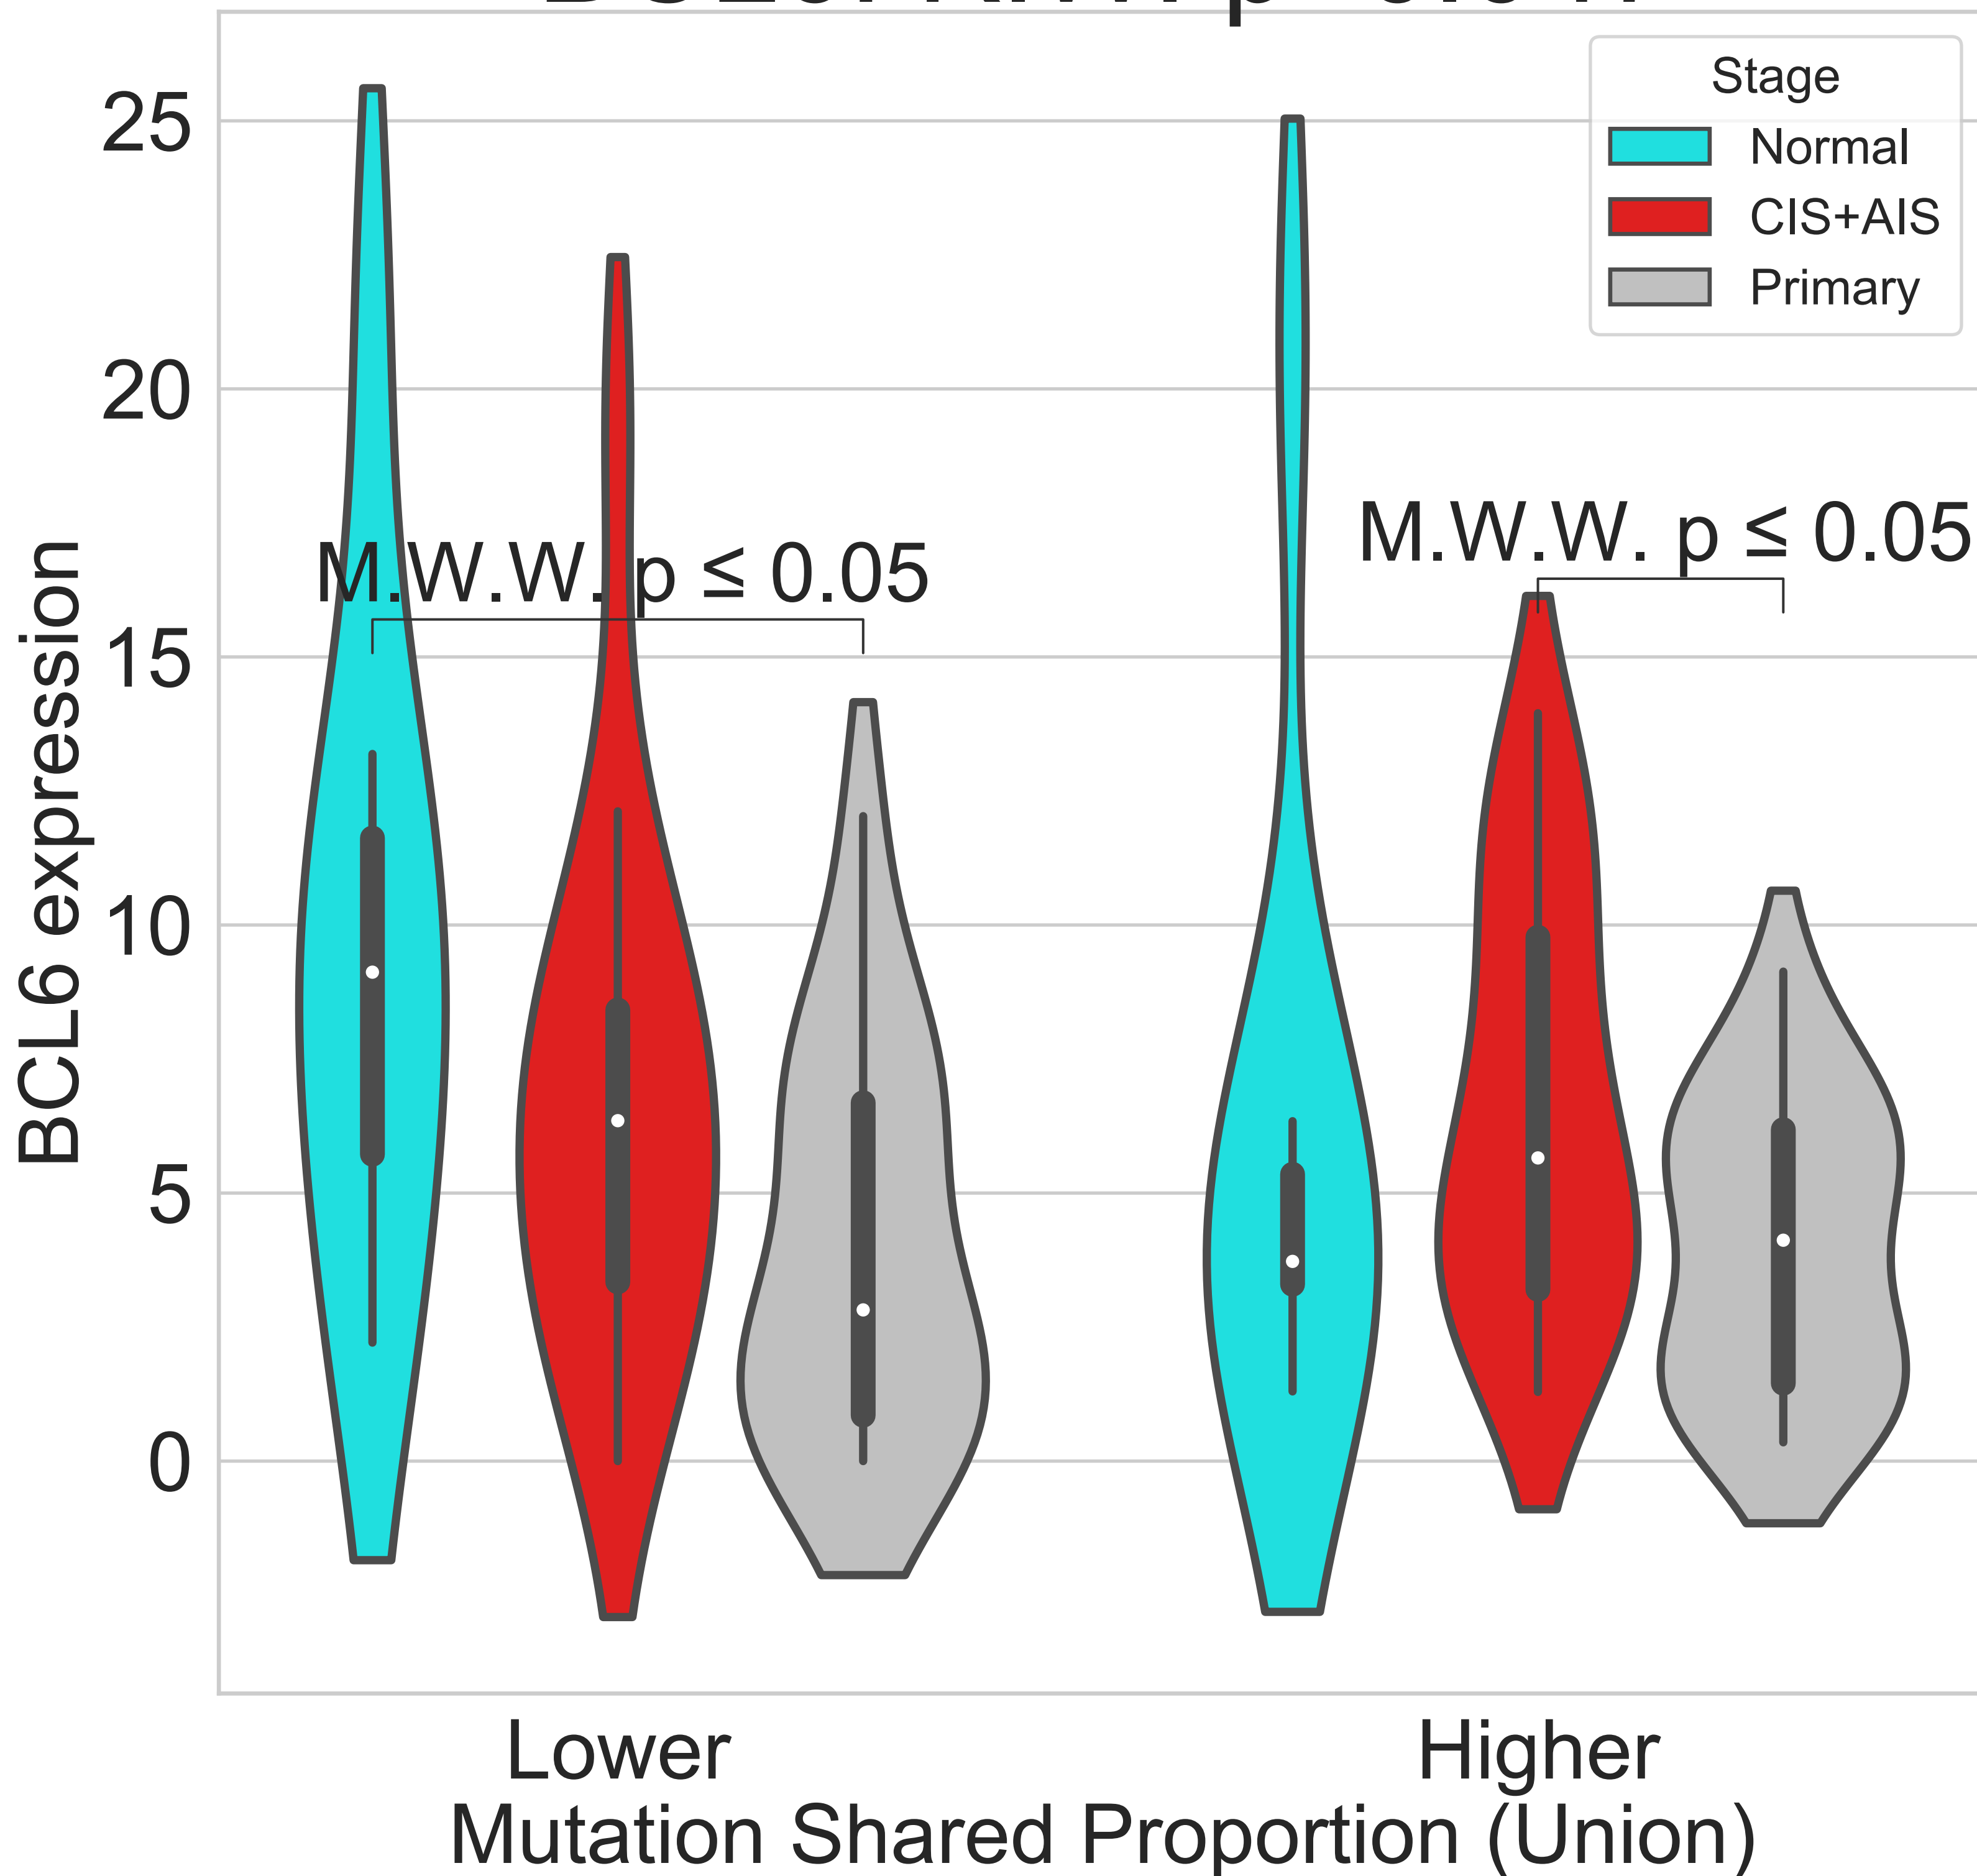 Stage
Normal
CIS+AIS
Primary
25
20
15
10
5
0
BCL6 expression
M.W.W. p ≤ 0.05
M.W.W. p ≤ 0.05
Lower
Higher
Mutation Shared Proportion (Union)